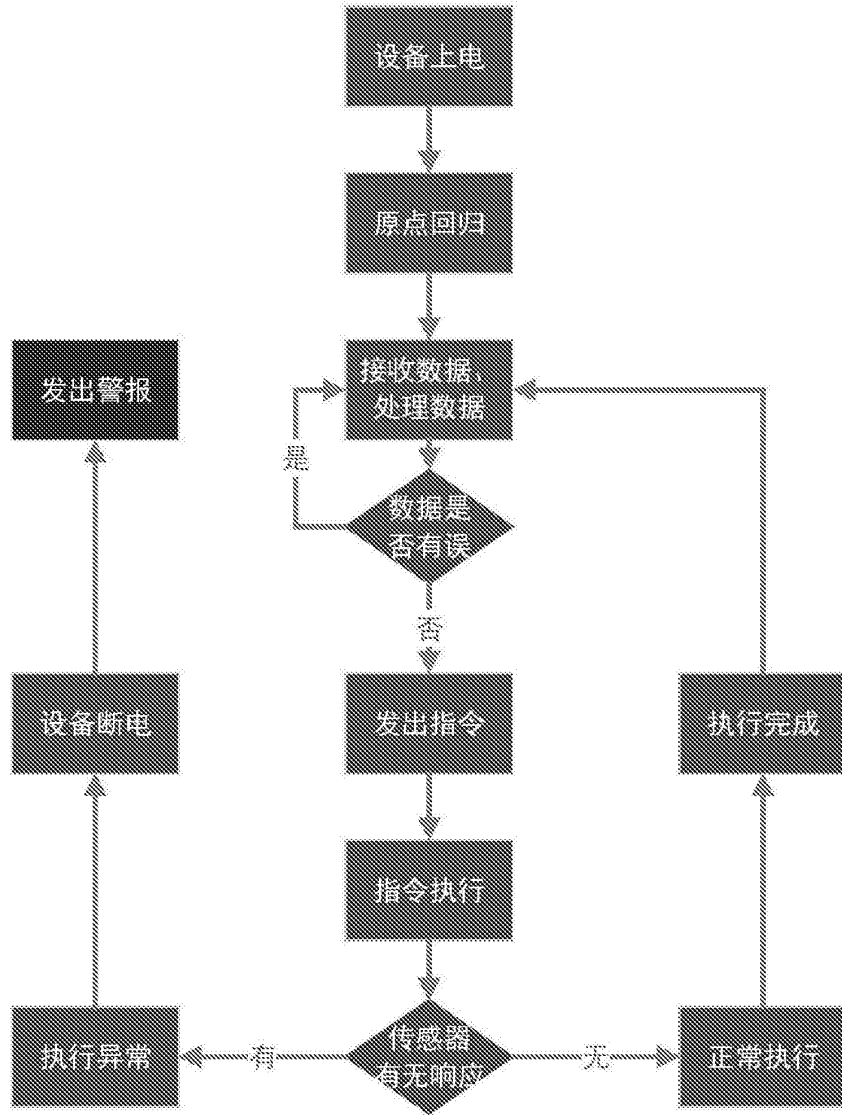 设备上电
原点回归
发出警报
接收数据、
处理数据
是
数据是
否有误
否
设备断电
发出指令
执行完成
指令执行
执行异常
有
传感器
有无响应
无
正常执行